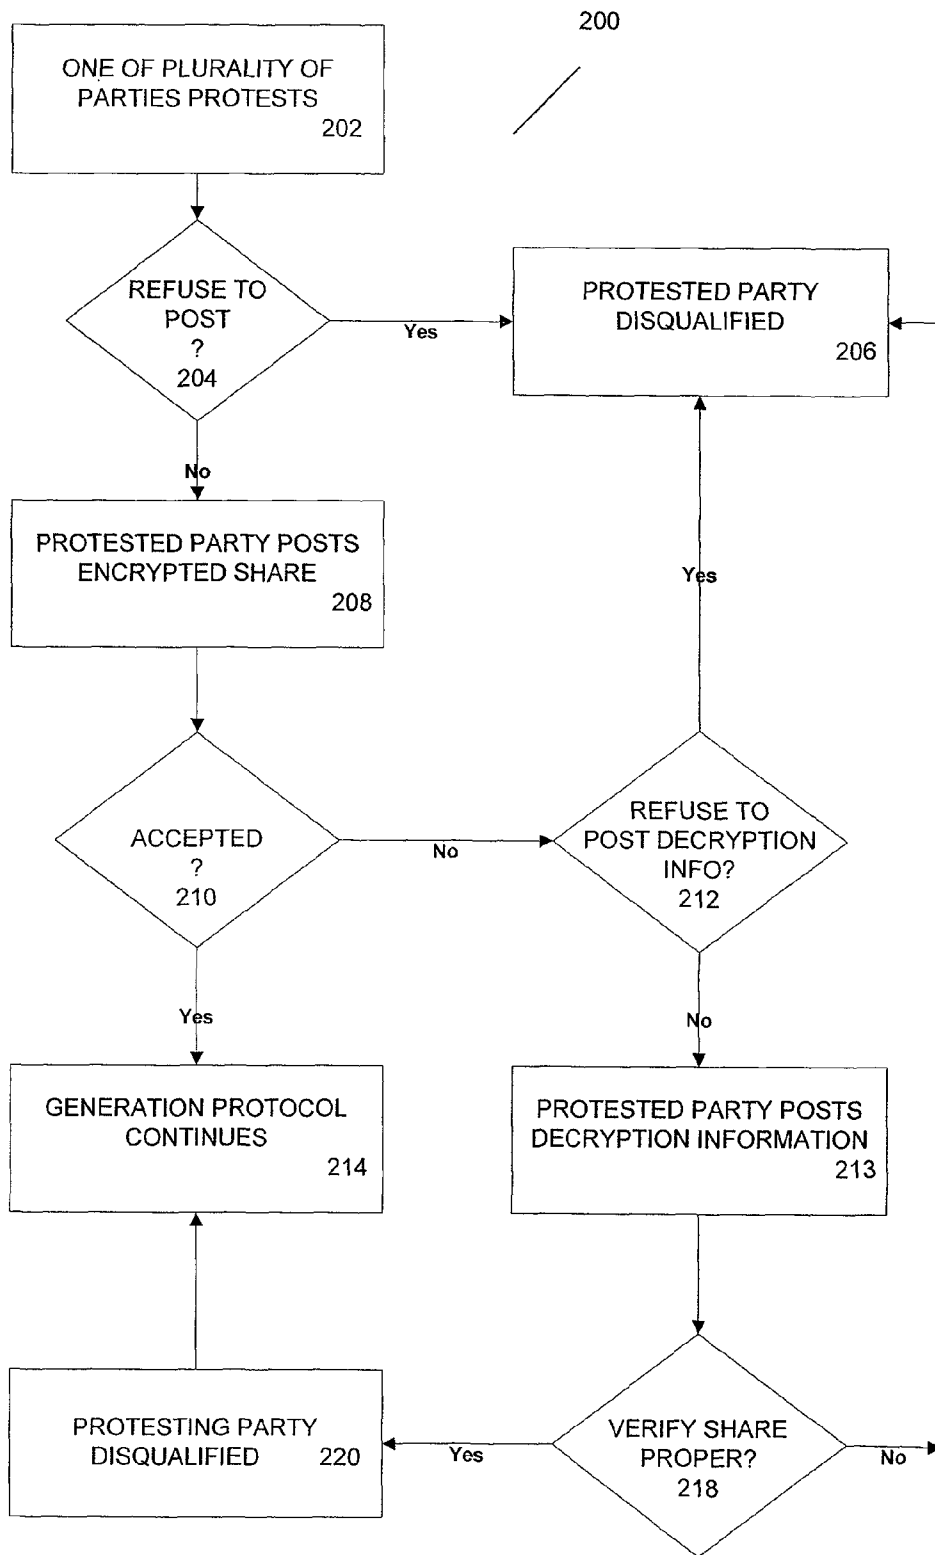 200
ONE OF PLURALITY OF
PARTIES PROTESTS
202
REFUSE TO
POST
?
204
Yes
PROTESTED PARTY
DISQUALIFIED
206
No
PROTESTED PARTY POSTS
ENCRYPTED SHARE
208
Yes
ACCEPTED
?
210
No
REFUSE TO
POST DECRYPTION
INFO?
212
Yes
No
GENERATION PROTOCOL
CONTINUES
214
PROTESTED PARTY POSTS
DECRYPTION INFORMATION
213
PROTESTING PARTY
DISQUALIFIED
220
Yes
VERIFY SHARE
PROPER?
218
No